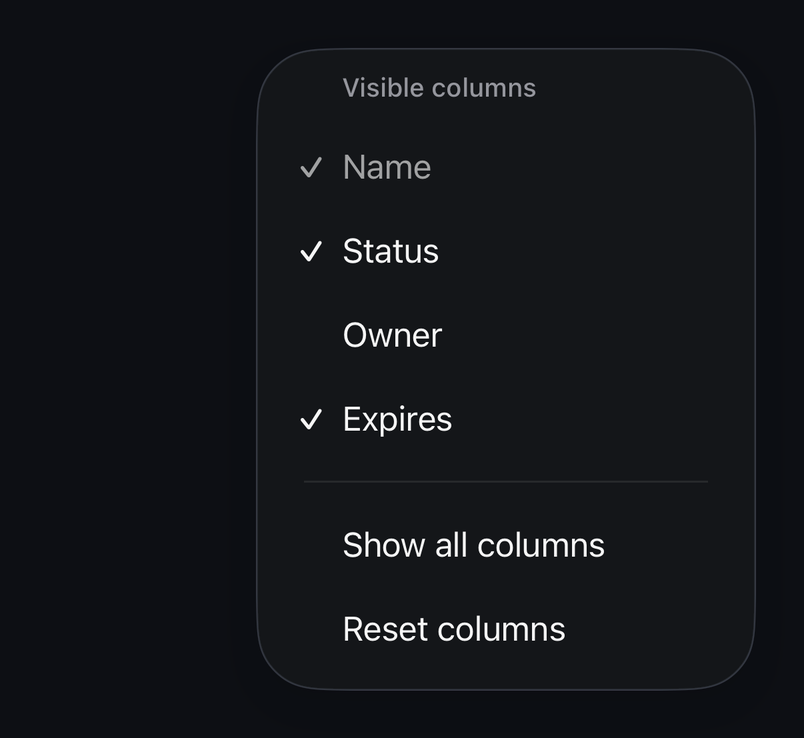 Visible columns
Name
Status
Owner
Expires
Show all columns
Reset columns